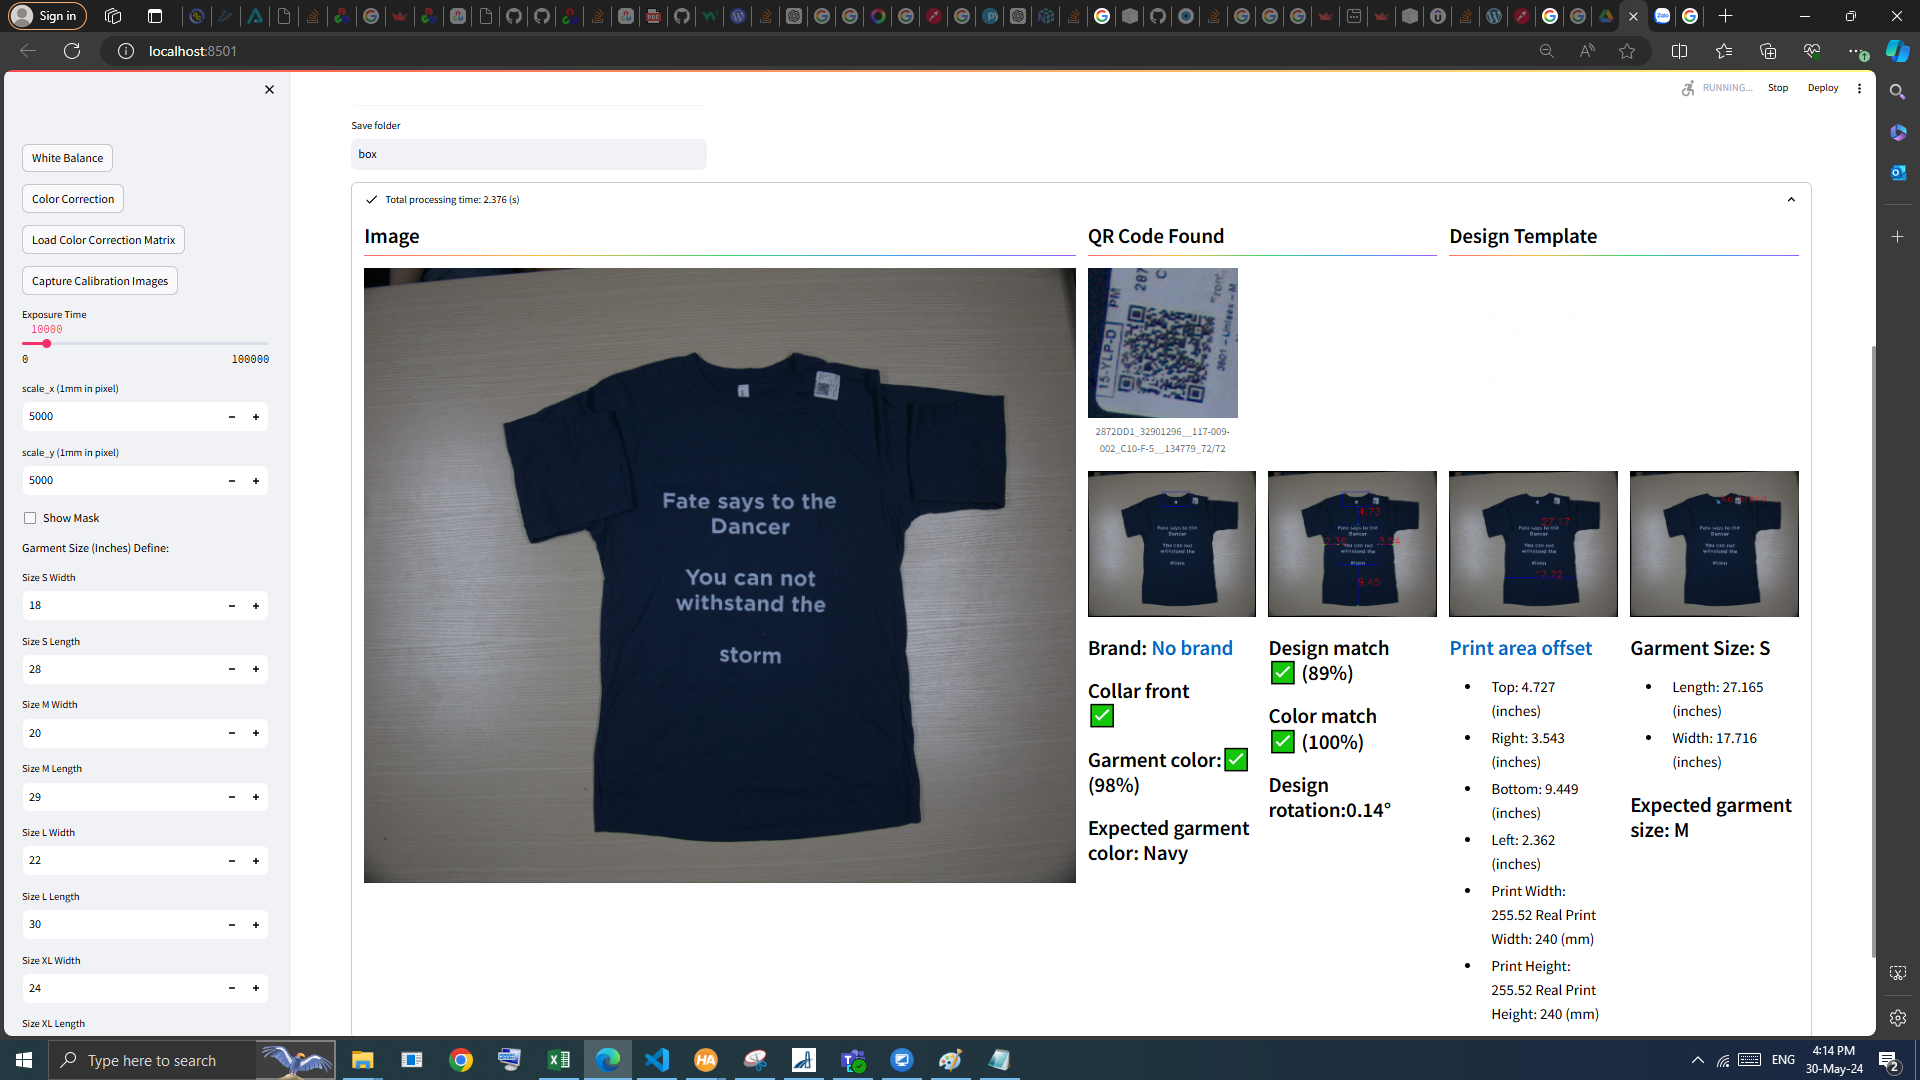 Sign in
localhost:8501
RUNNING...
Stop
Deploy
White Balance
Color Correction
Load Color Correction Matrix
Capture Calibration Images
Exposure Time
10000
0
100000
scale_x (1mm in pixel)
5000
scale_y (1mm in pixel)
5000
Show Mask
Garment Size (Inches) Define:
Size S Width
18
Size S Length
28
Size M Width
20
Size M Length
29
Size L Width
22
Size L Length
30
Size XL Width
24
Size XL Length
Save folder
box
Total processing time: 2.376 (s)
Image
Fate says to the
Dancer
You can not
withstand the
storm
QR Code Found
15-YLP-D
PM
287
Front
3601 - Unisex - M
2872DD1_32901296__117-009-
002_C10-F-5__134779_72/72
Design Template
4.73
2.36
3.54
9.45
27.17
17.72
Brand: No brand
Collar front
Garment color:
(98%)
Expected garment
color: Navy
Design match
(89%)
Color match
(100%)
Design
rotation:0.14°
Print area offset
Top: 4.727
(inches)
Right: 3.543
(inches)
Bottom: 9.449
(inches)
Left: 2.362
(inches)
Print Width:
255.52 Real Print
Width: 240 (mm)
Print Height:
255.52 Real Print
Height: 240 (mm)
Garment Size: S
Length: 27.165
(inches)
Width: 17.716
(inches)
Expected garment
size: M
Type here to search
ENG
4:14 PM
30-May-24
2